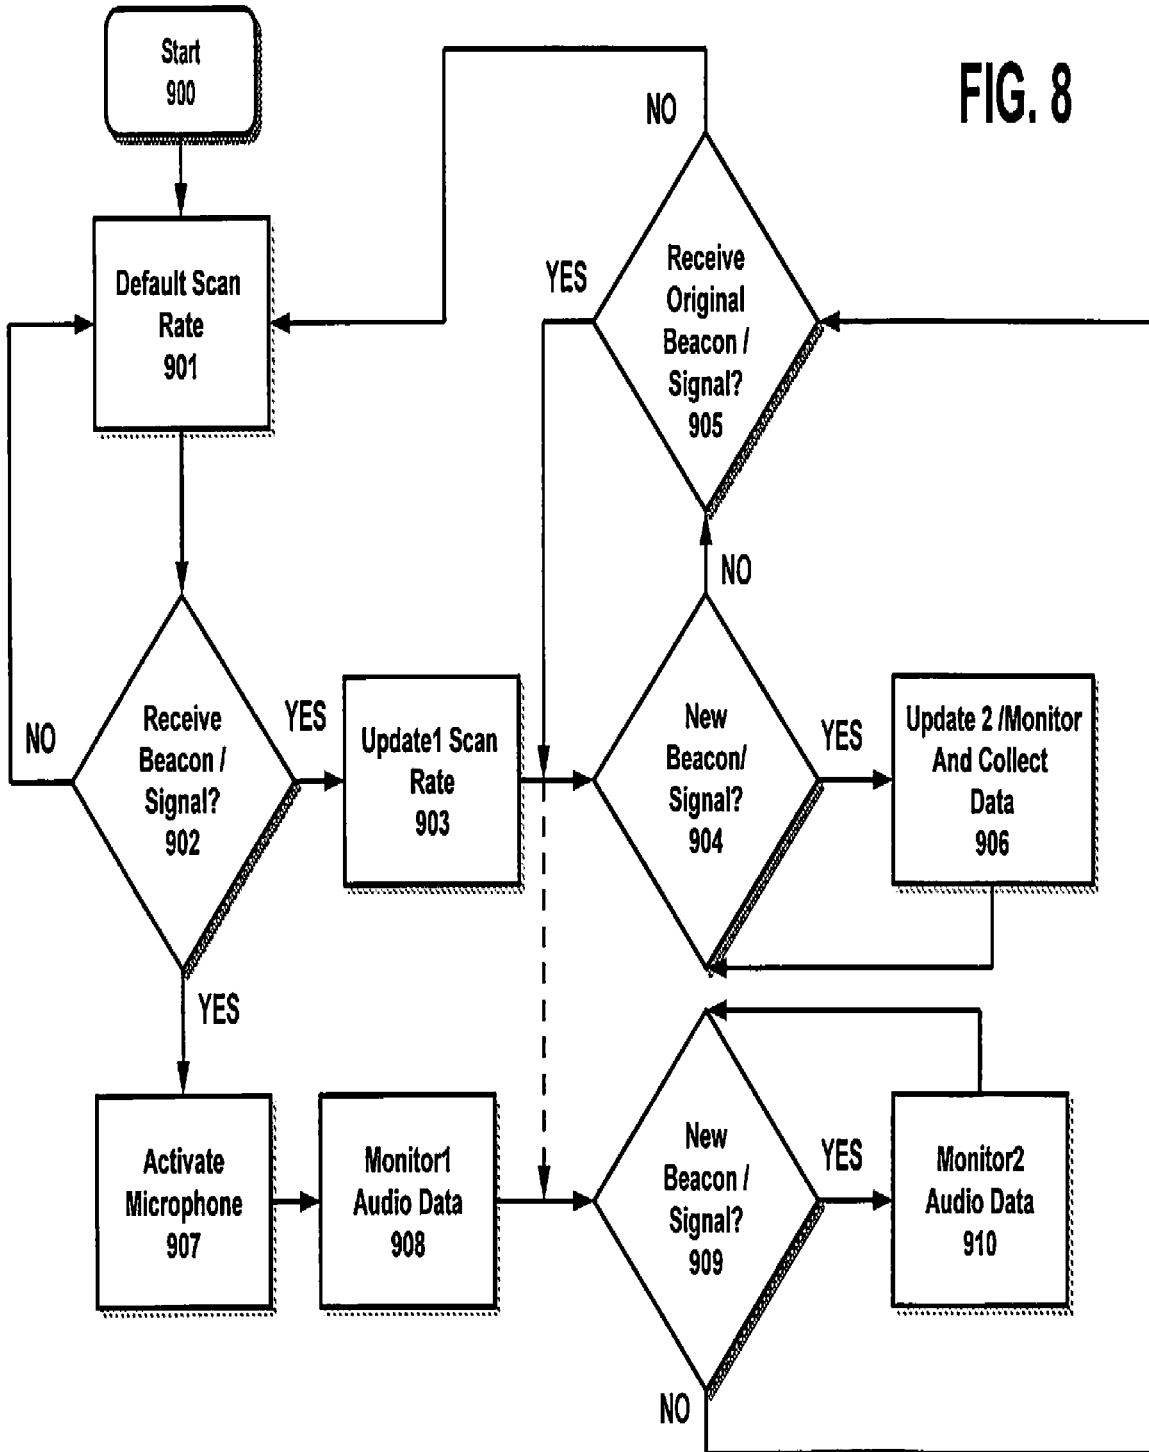 Start
900
FIG. 8
NO
Default Scan
Rate
901
YES
Receive
Original
Beacon /
Signal?
905
NO
NO
Receive
Beacon /
Signal?
902
YES
Update1 Scan
Rate
903
New
Beacon/
Signal?
904
YES
Update 2 /Monitor
And Collect
Data
906
YES
Activate
Microphone
907
Monitor1
Audio Data
908
New
Beacon /
Signal?
909
YES
Monitor2
Audio Data
910
NO